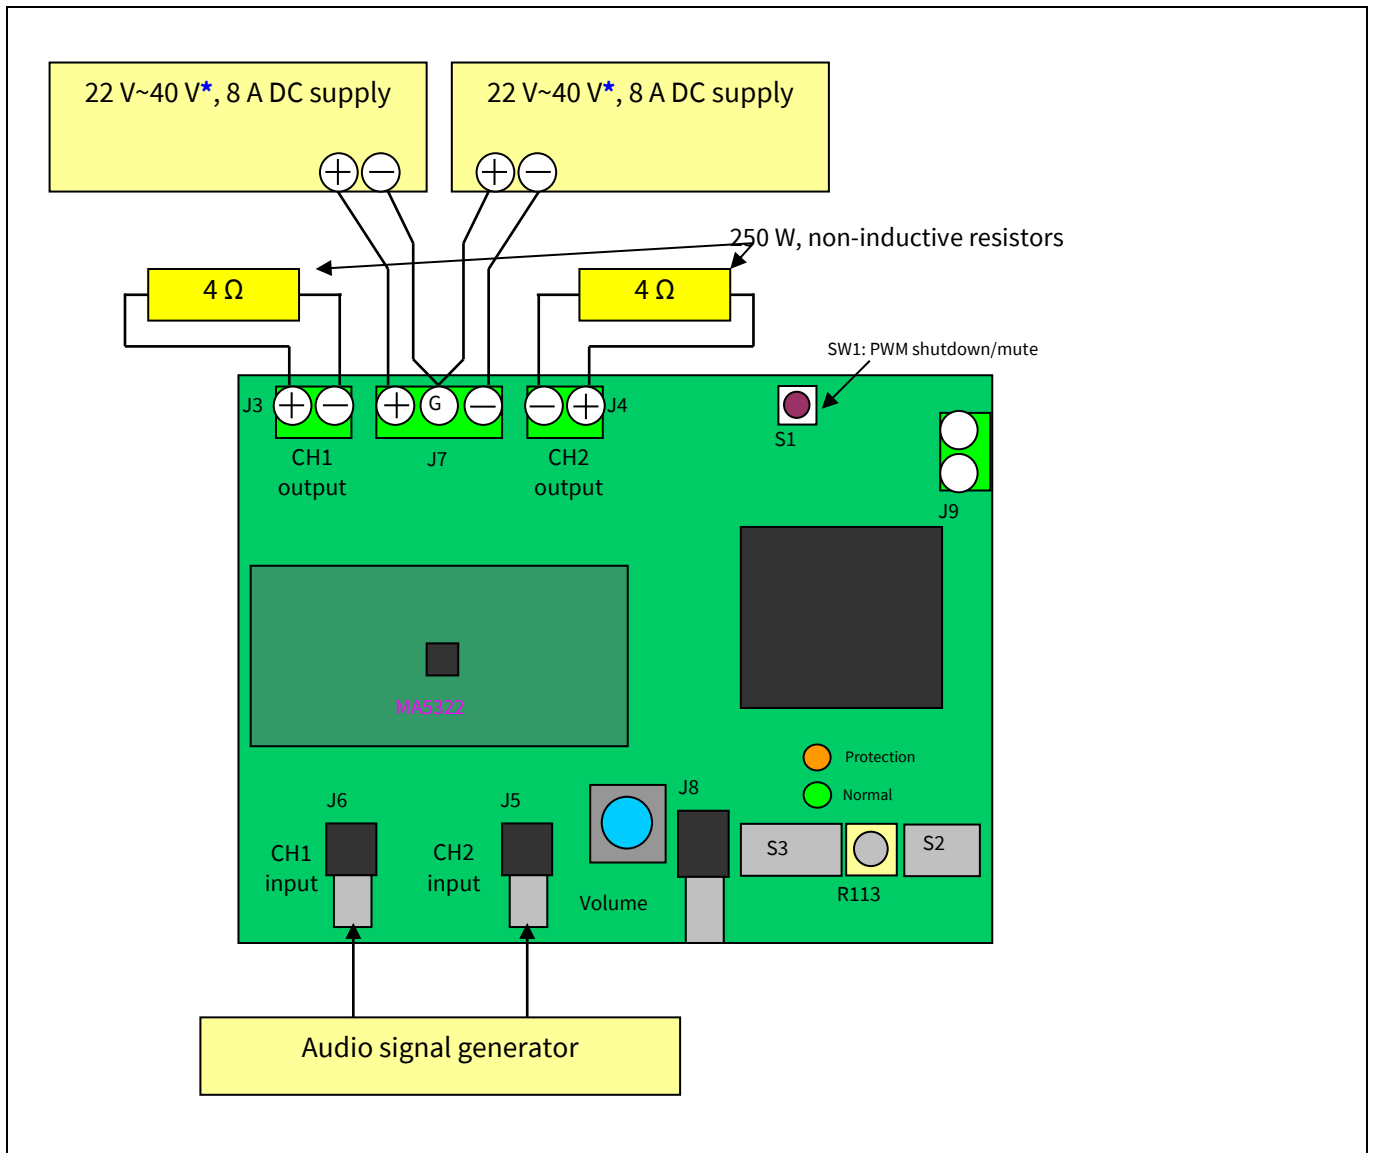 22 V~40 V*, 8 A DC supply
22 V~40 V*, 8 A DC supply
250 W, non-inductive resistors
4 Ω
4 Ω
SW1: PWM shutdown/mute
J3
G
J4
S1
CH1
output
J7
CH2
output
J9
MA5322
Protection
Normal
J6
J5
J8
CH1
input
CH2
input
Volume
S3
S2
R113
Audio signal generator